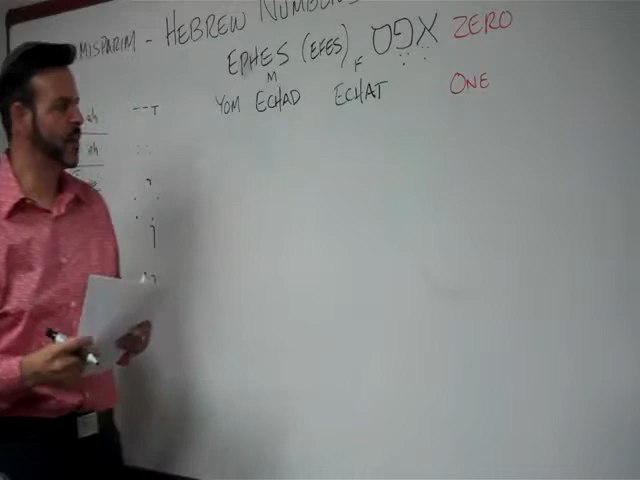 MISPARIM - HEBREW NUMBERS
EPHES (EFES) אפס ZERO
M F
YOM ECHAD ECHAT ONE